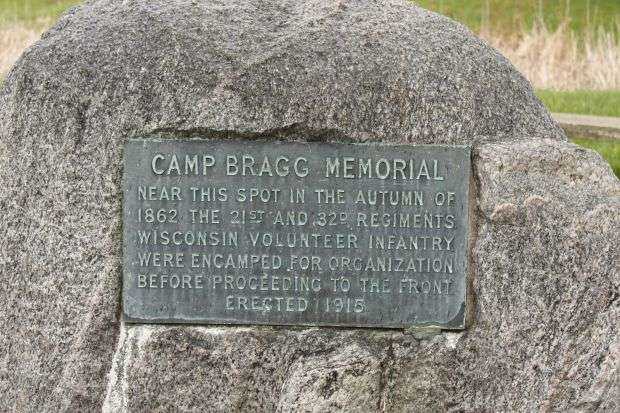 CAMP BRAGG MEMORIAL
NEAR THIS SPOT IN THE AUTUMN OF
1862 THE 21ST AND 32D REGIMENTS
WISCONSIN VOLUNTEER INFANTRY
WERE ENCAMPED FOR ORGANIZATION
BEFORE PROCEEDING TO THE FRONT
ERECTED 1915